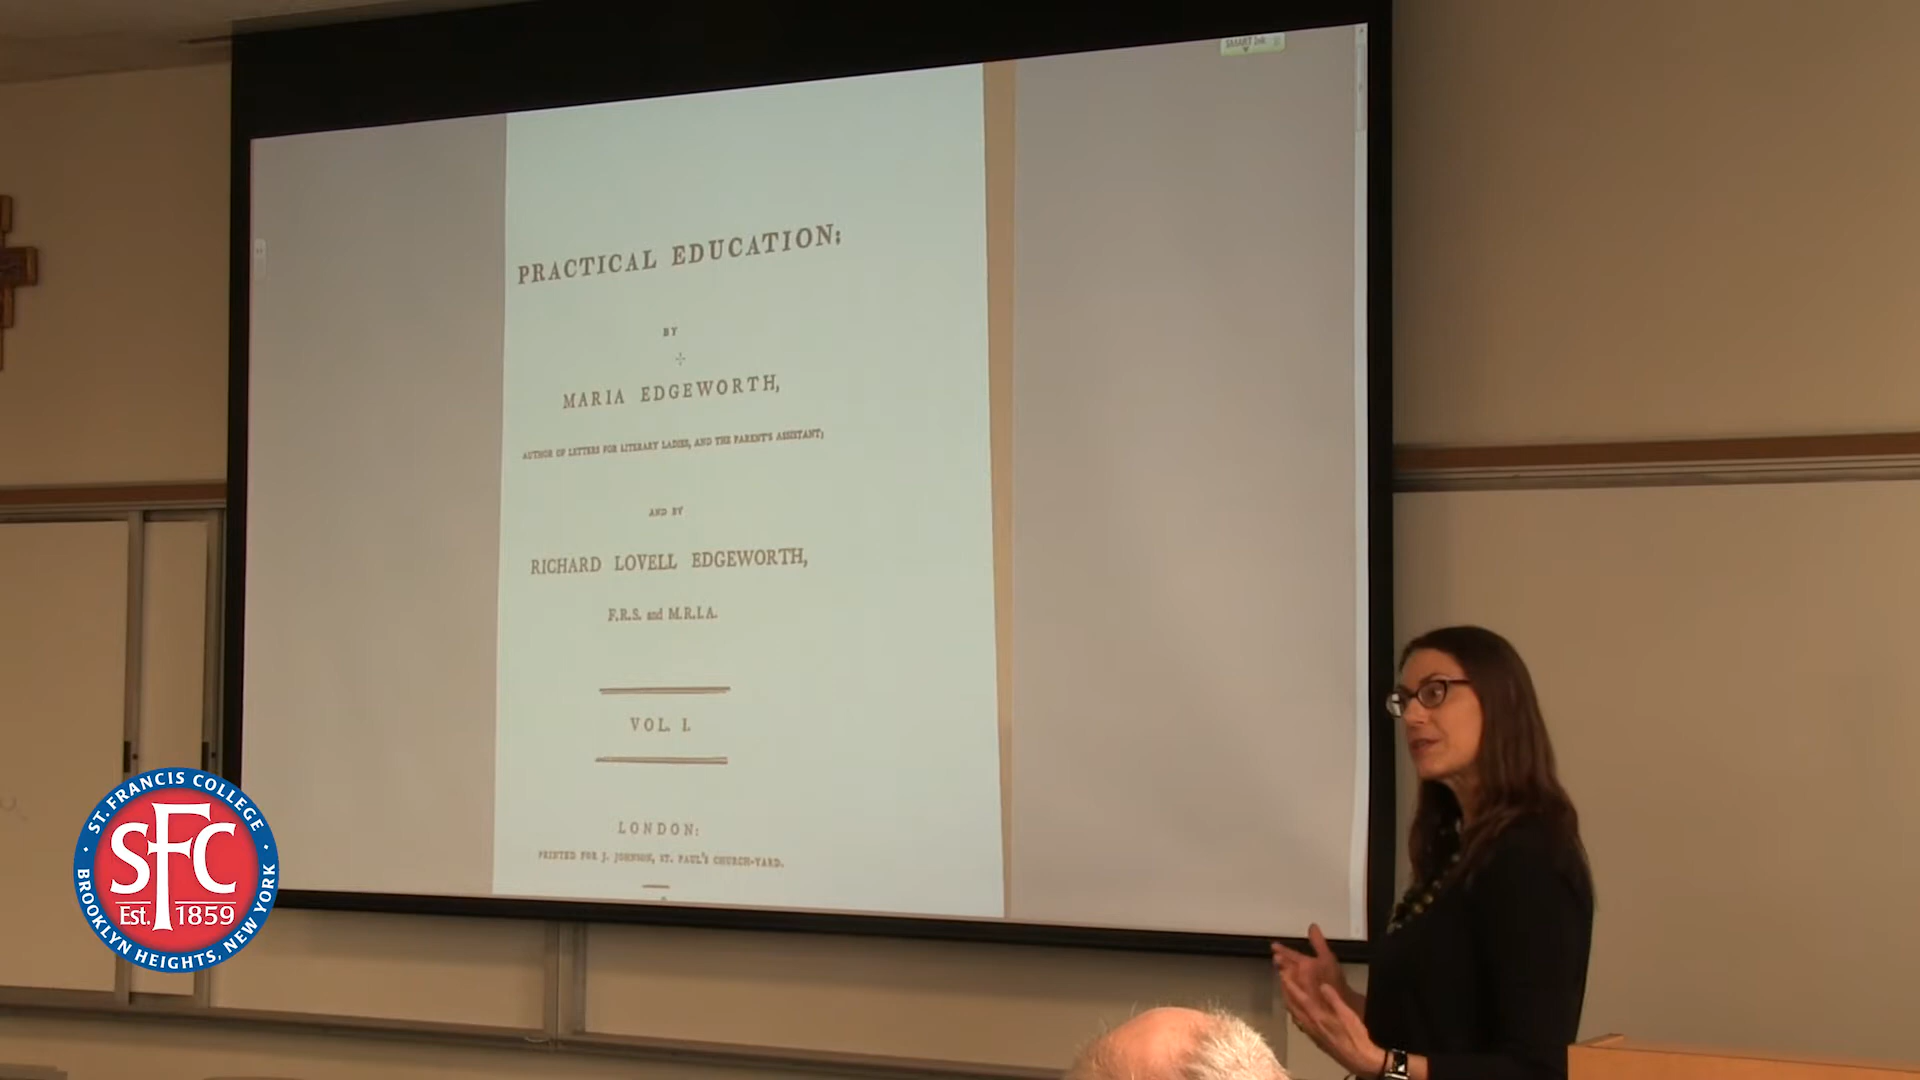 SMART Ink
PRACTICAL EDUCATION;
BY
MARIA EDGEWORTH,
AUTHOR OF LETTERS FOR LITERARY LADIES, AND THE PARENT'S ASSISTANT;
AND BY
RICHARD LOVELL EDGEWORTH,
F.R.S. and M.R.I.A.
VOL. I.
LONDON:
PRINTED FOR J. JOHNSON, ST. PAUL'S CHURCH-YARD.
ST. FRANCIS COLLEGE
SFC
Est. 1859
BROOKLYN HEIGHTS, NEW YORK